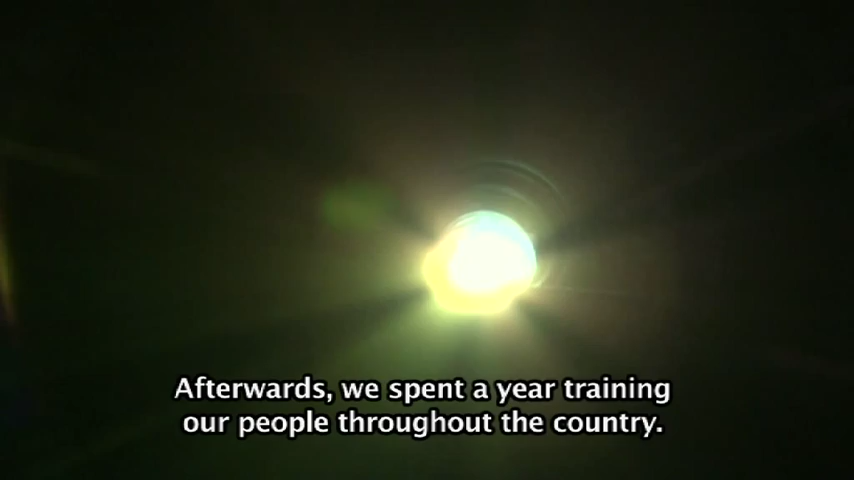 Afterwards, we spent a year training
our people throughout the country.